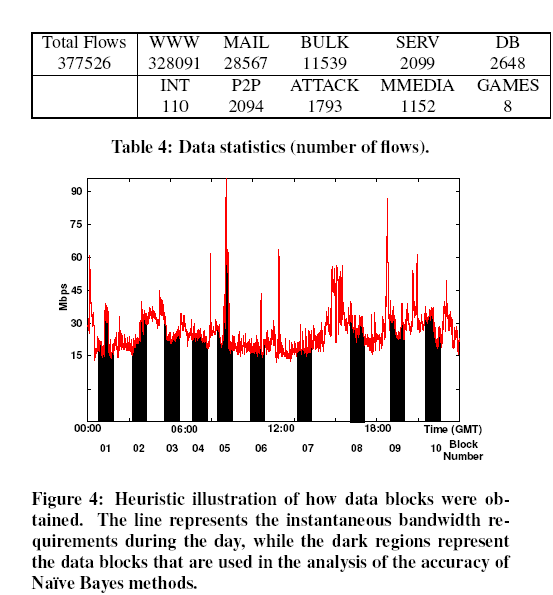 Total Flows WWW MAIL BULK SERV DB
377526 328091 28567 11539 2099 2648
INT P2P ATTACK MMEDIA GAMES
110 2094 1793 1152 8
Table 4: Data statistics (number of flows).
90
75
60
45
30
15
Mbps
00:00 06:00 12:00 18:00 Time (GMT)
01 02 03 04 05 06 07 08 09 10 Block
Number
Figure 4: Heuristic illustration of how data blocks were ob-
tained. The line represents the instantaneous bandwidth re-
quirements during the day, while the dark regions represent
the data blocks that are used in the analysis of the accuracy of
Naïve Bayes methods.